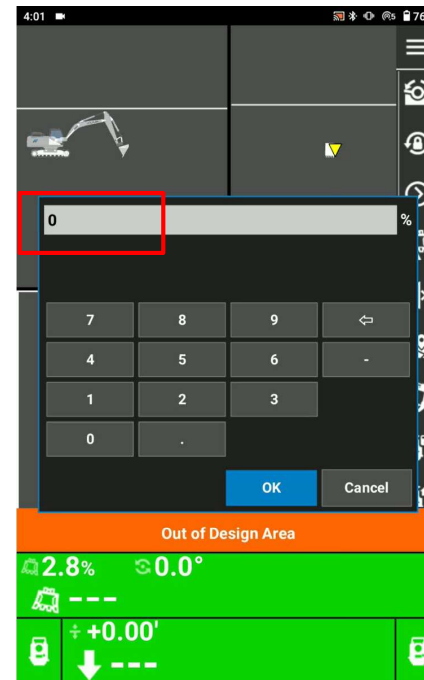 4:01 76
0 %
7 8 9
4 5 6 -
1 2 3
0 .
OK Cancel
Out of Design Area
2.8% 0.0°
---
÷ +0.00'
---